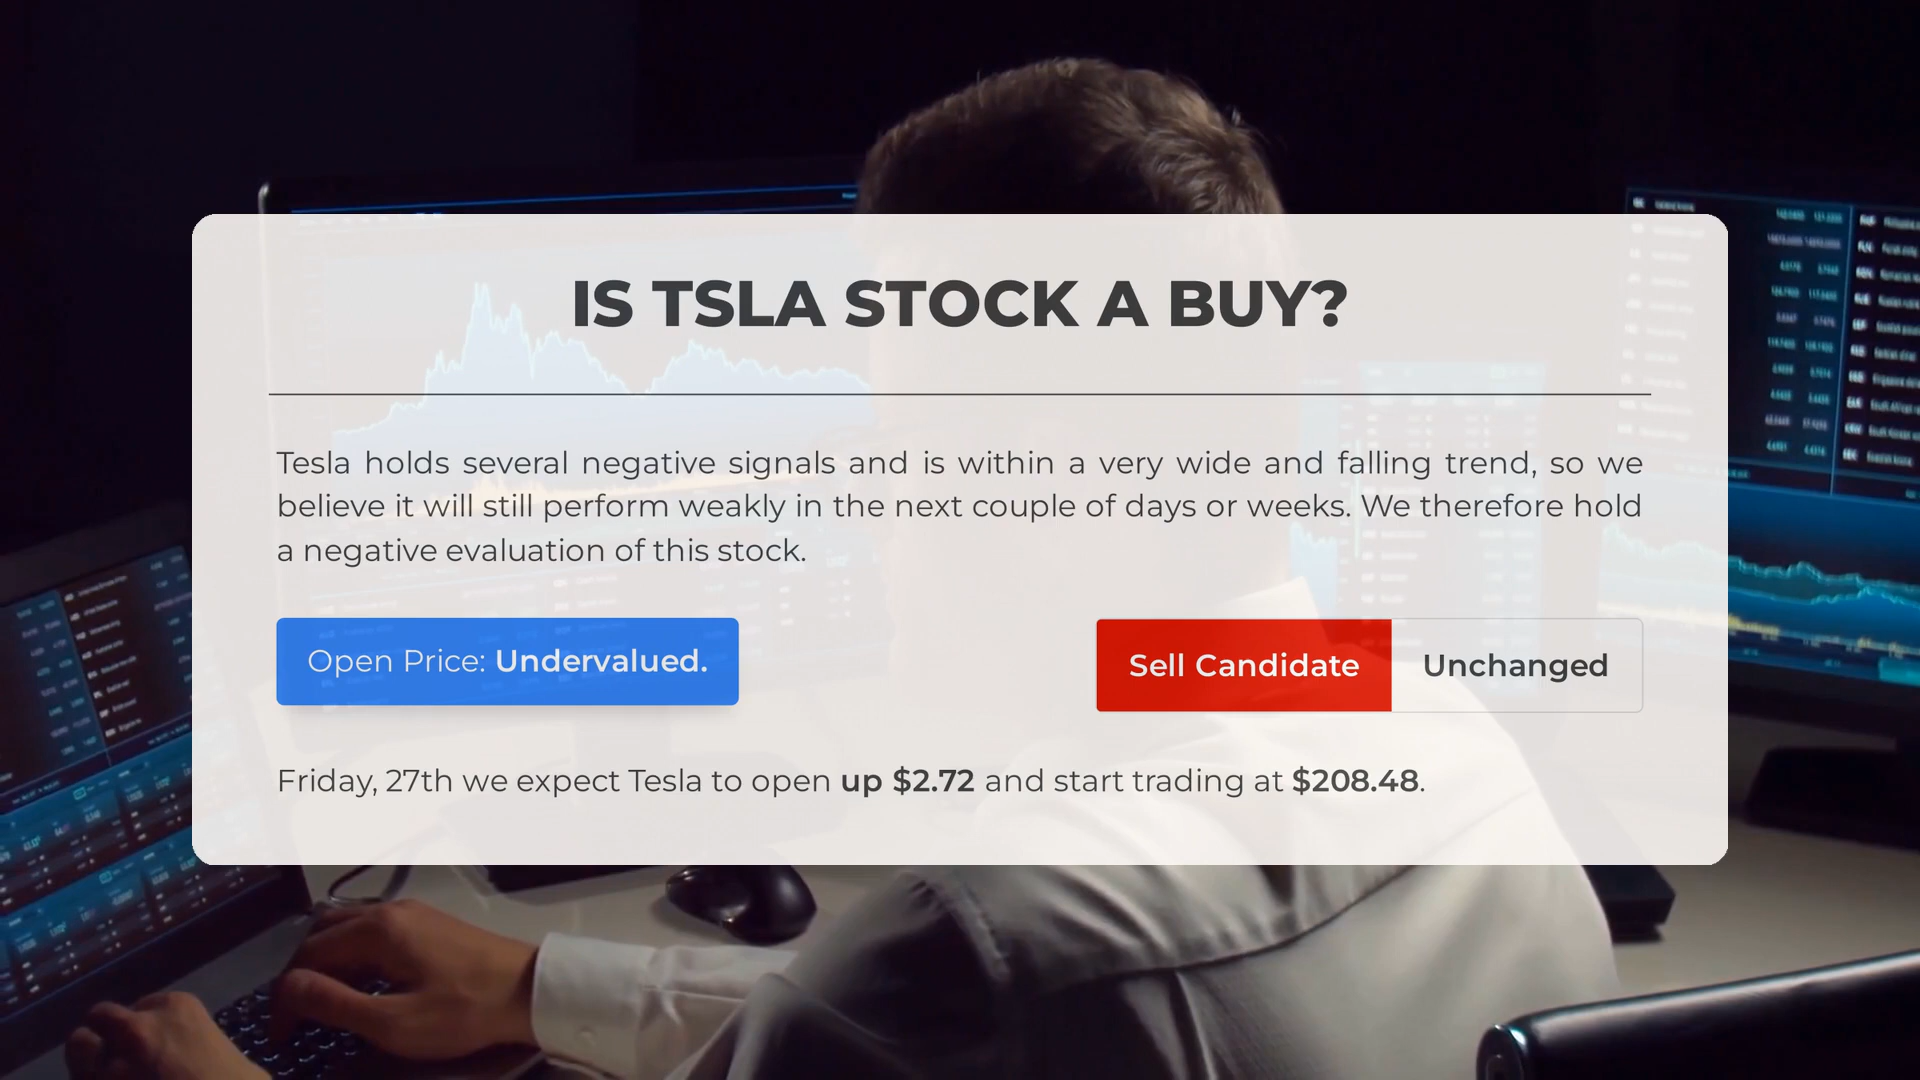 IS TSLA STOCK A BUY?
Tesla holds several negative signals and is within a very wide and falling trend, so we
believe it will still perform weakly in the next couple of days or weeks. We therefore hold
a negative evaluation of this stock.
Open Price: Undervalued.
Sell Candidate Unchanged
Friday, 27th we expect Tesla to open up $2.72 and start trading at $208.48.